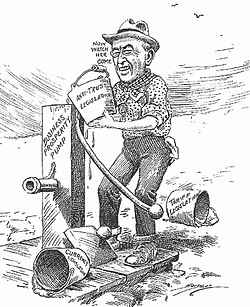 NOW
WATCH
HER
COME
ANTI-TRUST
LEGISLATION
BUSINESS
PROSPERITY
PUMP
TARIFF
LEGISLATION
CURRENCY